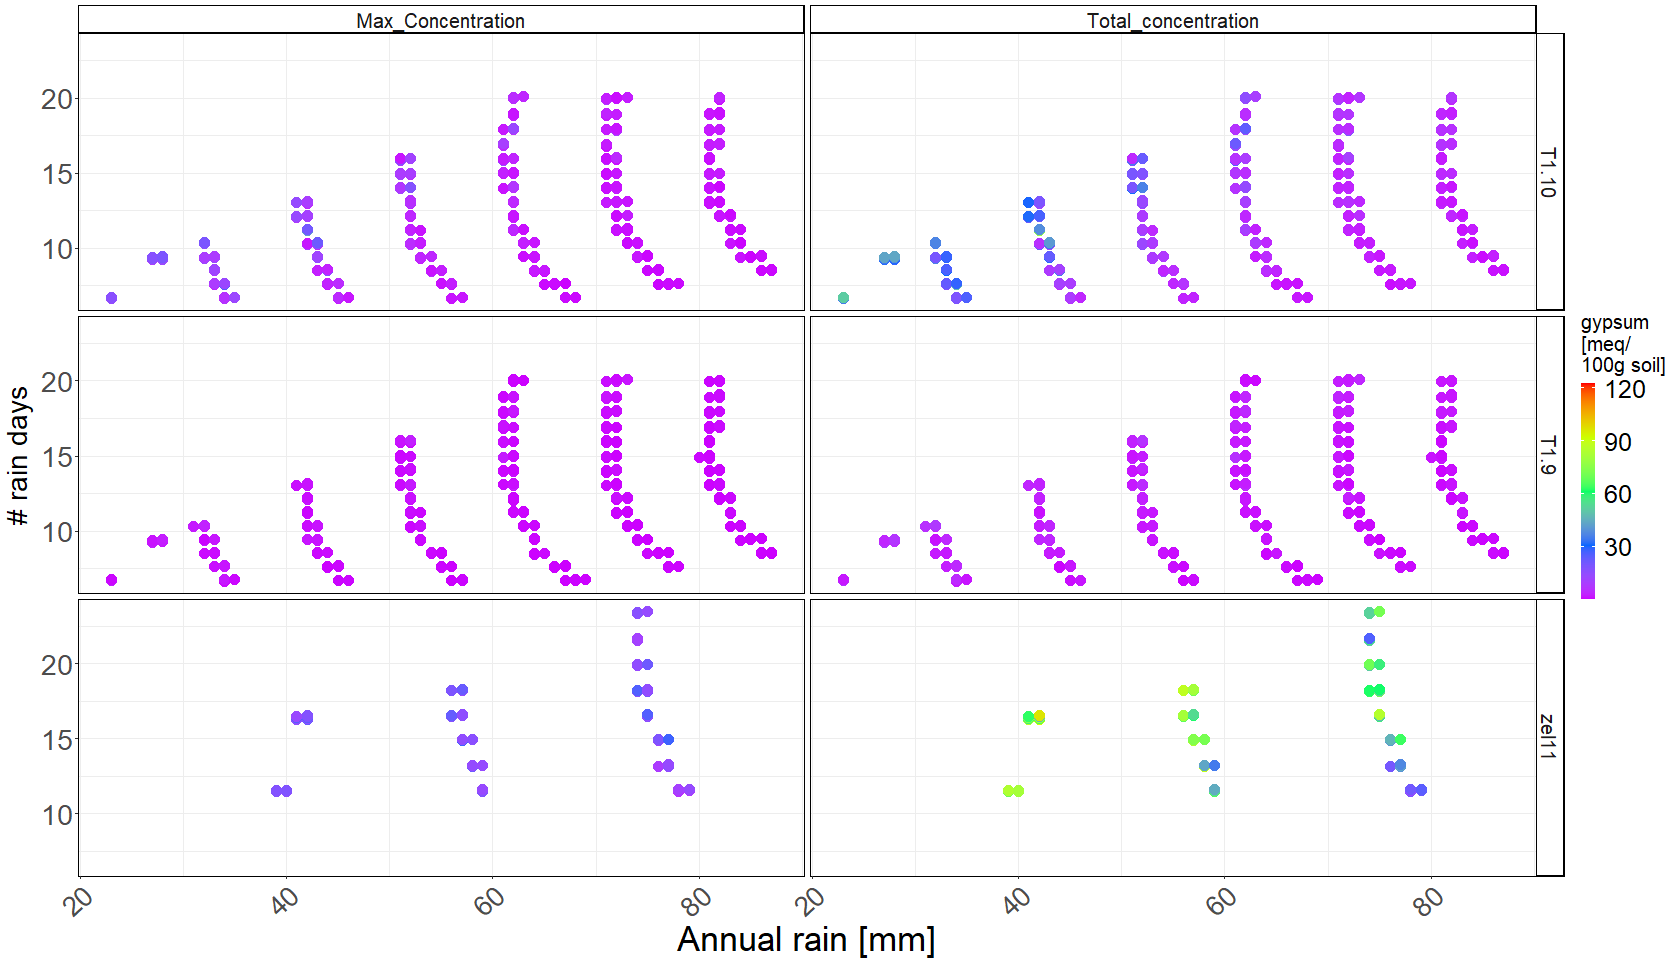 Max_Concentration
Total_concentration
20
15
10
T1.10
# rain days
20
15
10
T1.9
gypsum
[meq/
100g soil]
120
90
60
30
20
15
10
zel11
20
40
60
80
20
40
60
80
Annual rain [mm]